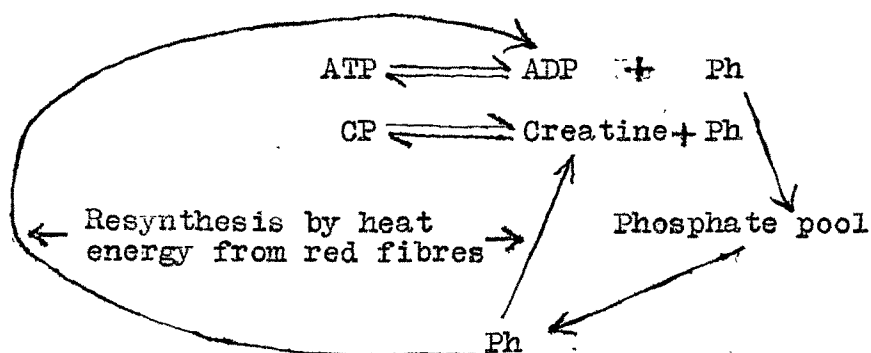 ATP ⇌ ADP + Ph
CP ⇌ Creatine + Ph
Resynthesis by heat
energy from red fibres
Phosphate pool
Ph